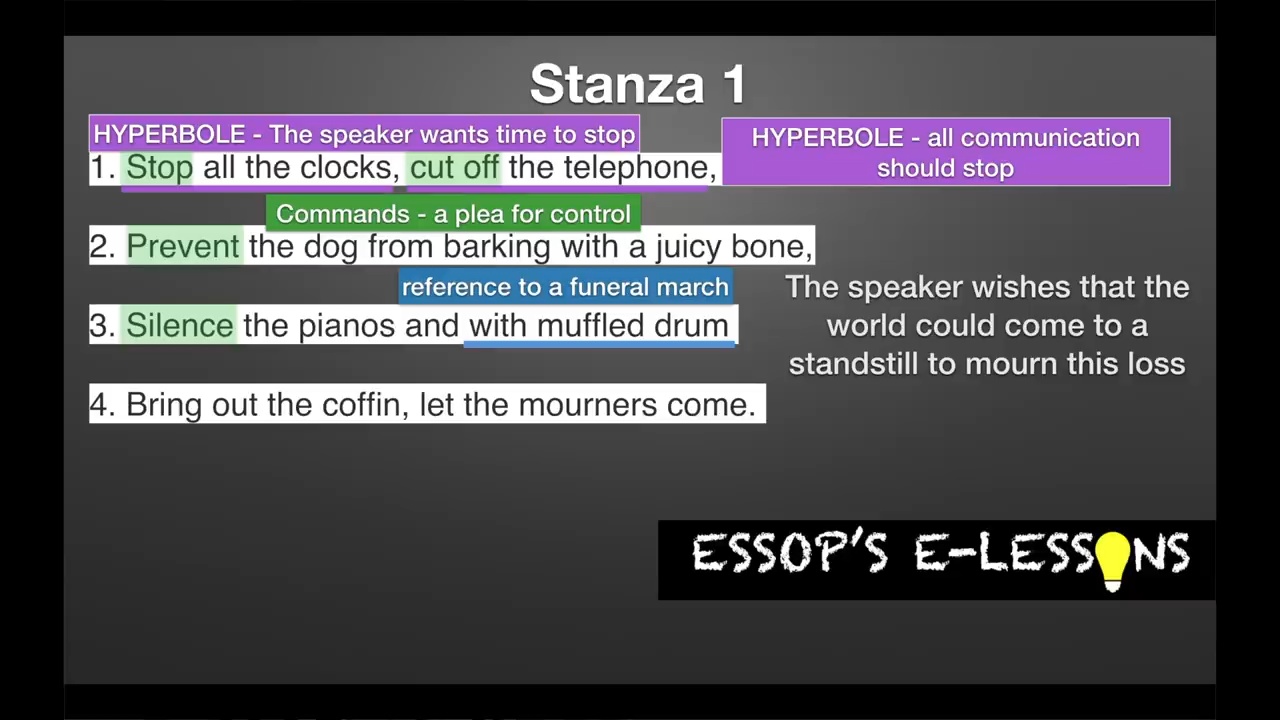 Stanza 1
HYPERBOLE - The speaker wants time to stop
HYPERBOLE - all communication
should stop
1. Stop all the clocks, cut off the telephone,
Commands - a plea for control
2. Prevent the dog from barking with a juicy bone,
reference to a funeral march
3. Silence the pianos and with muffled drum
The speaker wishes that the
world could come to a
standstill to mourn this loss
4. Bring out the coffin, let the mourners come.
ESSOP'S E-LESSONS